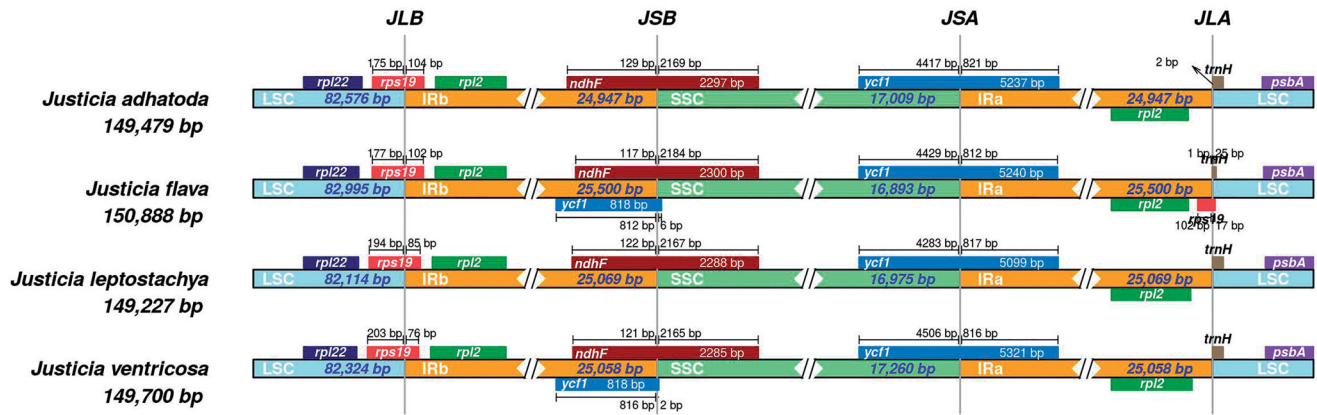 JLB JSB JSA JLA
175 bp 104 bp 129 bp 2169 bp 4417 bp 821 bp 2 bp trnH
rpl22 rps19 rpl2 ndhF 2297 bp ycf1 5237 bp psbA
Justicia adhatoda LSC 82,576 bp IRb 24,947 bp SSC 17,009 bp IRa 24,947 bp LSC
149,479 bp rpl2
177 bp 102 bp 117 bp 2184 bp 4429 bp 812 bp 1 bp 25 bp
trnH
rpl22 rps19 rpl2 ndhF 2300 bp ycf1 5240 bp psbA
Justicia flava LSC 82,995 bp IRb 25,500 bp SSC 16,893 bp IRa 25,500 bp LSC
150,888 bp ycf1 818 bp rpl2 rps19
812 bp 6 bp 102 bp 17 bp
194 bp 85 bp 122 bp 2167 bp 4283 bp 817 bp trnH
rpl22 rps19 rpl2 ndhF 2288 bp ycf1 5099 bp psbA
Justicia leptostachya LSC 82,114 bp IRb 25,069 bp SSC 16,975 bp IRa 25,069 bp LSC
149,227 bp rpl2
203 bp 76 bp 121 bp 2165 bp 4506 bp 816 bp trnH
rpl22 rps19 rpl2 ndhF 2285 bp ycf1 5321 bp psbA
Justicia ventricosa LSC 82,324 bp IRb 25,058 bp SSC 17,260 bp IRa 25,058 bp LSC
149,700 bp ycf1 818 bp rpl2
816 bp 2 bp